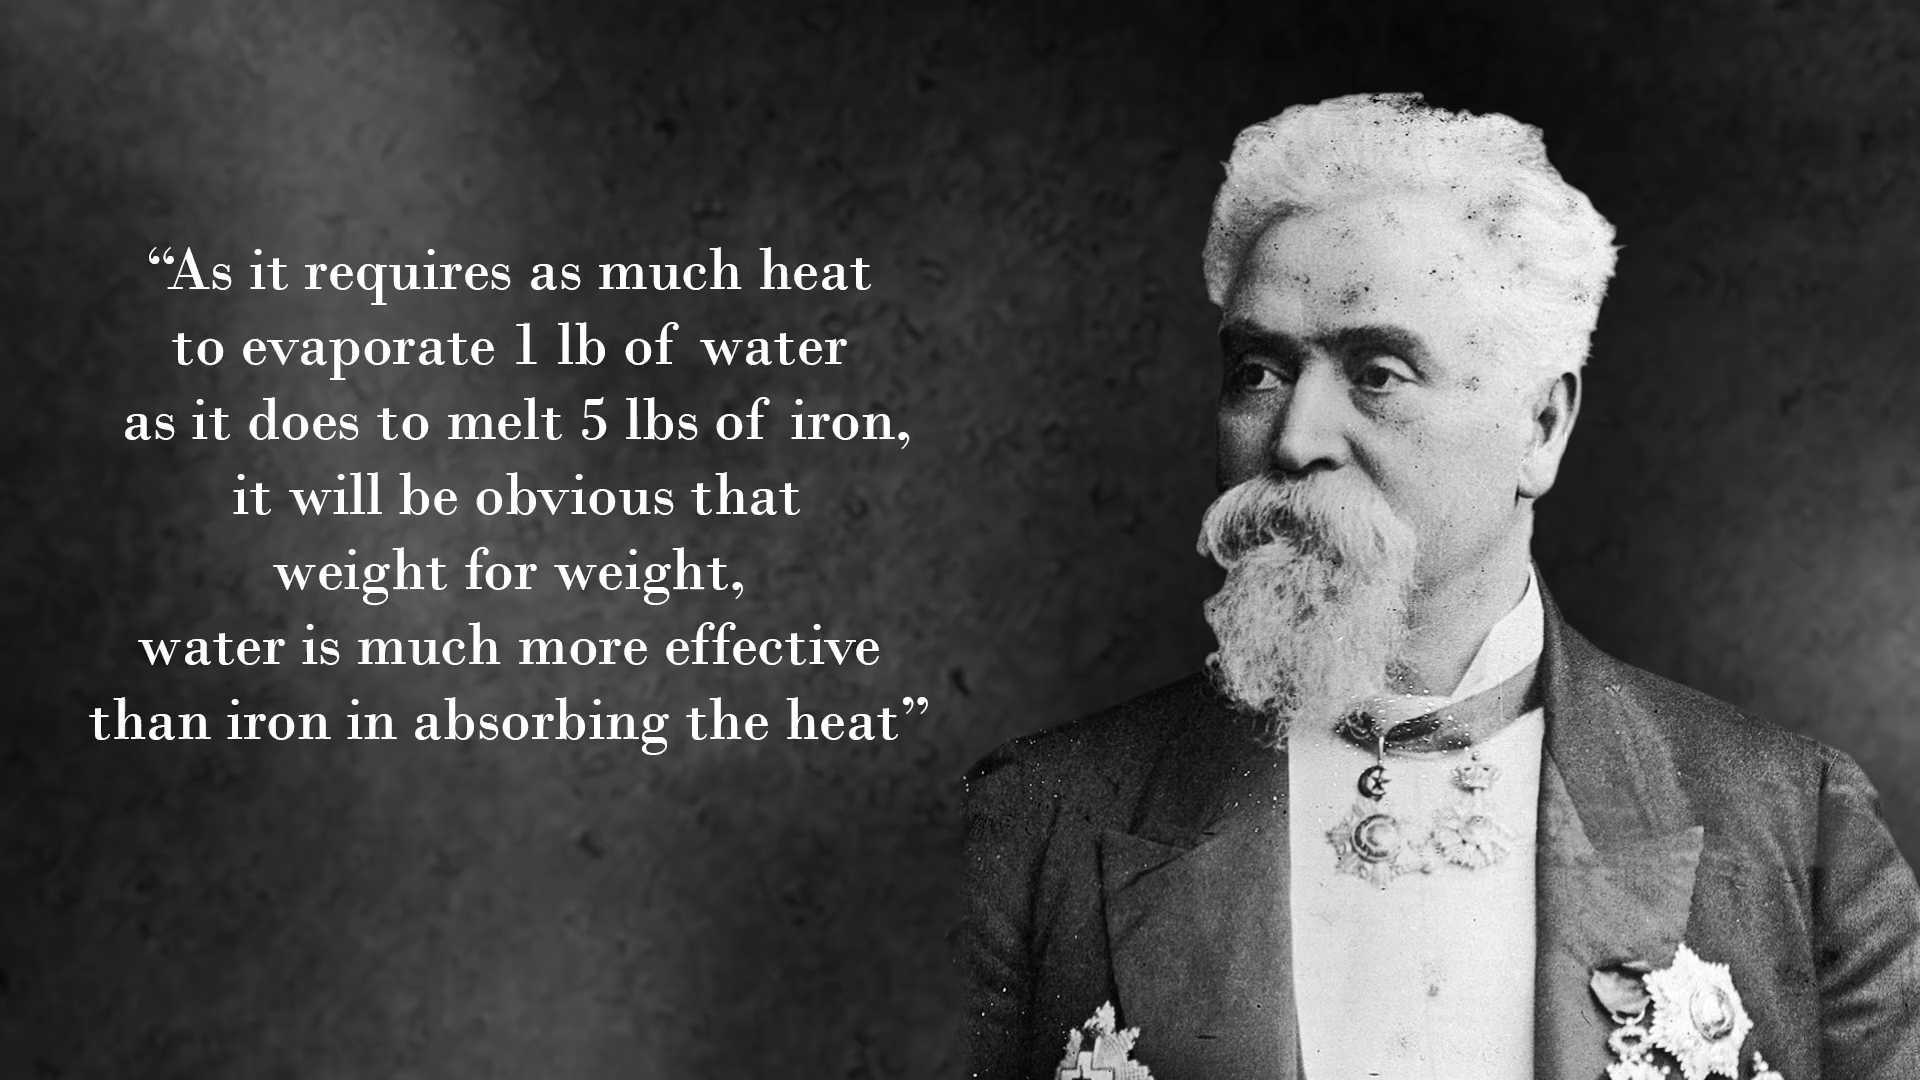 “As it requires as much heat
to evaporate 1 lb of water
as it does to melt 5 lbs of iron,
it will be obvious that
weight for weight,
water is much more effective
than iron in absorbing the heat”